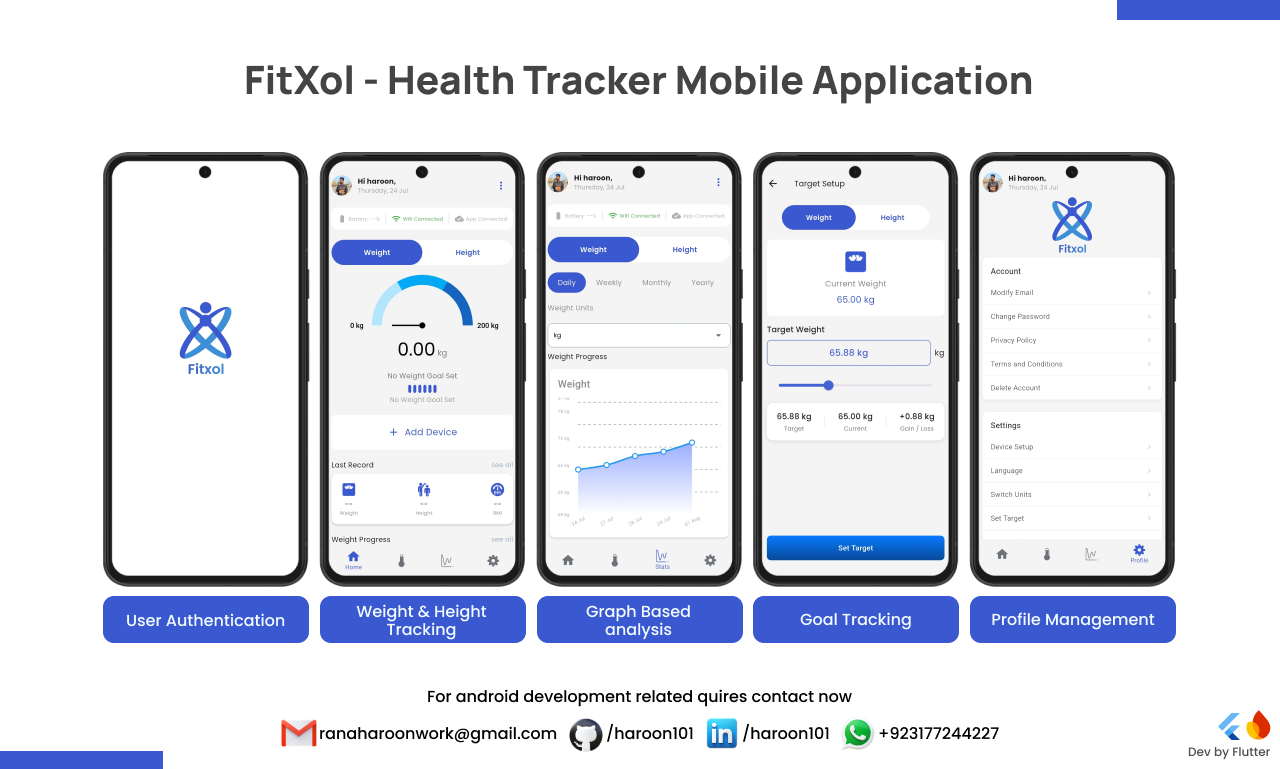 FitXol - Health Tracker Mobile Application
Fitxol
User Authentication
Hi haroon,
Thursday, 24 Jul
Battery: --% Wifi Connected App Connected
Weight Height
0 kg 200 kg
0.00 kg
No Weight Goal Set
No Weight Goal Set
+ Add Device
Last Record see all
-- -- --
Weight Height BMI
Weight Progress see all
Home
Weight & Height
Tracking
Hi haroon,
Thursday, 24 Jul
Battery: --% Wifi Connected App Connected
Weight Height
Daily Weekly Monthly Yearly
Weight Units
kg
Weight Progress
Weight
78 kg
24 Jul 01 Aug
Stats
Graph Based
analysis
Target Setup
Weight Height
Current Weight
65.00 kg
Target Weight
65.88 kg kg
65.88 kg 65.00 kg +0.88 kg
Target Current Gain / Loss
Set Target
Goal Tracking
Hi haroon,
Thursday, 24 Jul
Fitxol
Account
Modify Email
Change Password
Privacy Policy
Terms and Conditions
Delete Account
Settings
Device Setup
Language
Switch Units
Set Target
Profile
Profile Management
For android development related quires contact now
ranaharoonwork@gmail.com /haroon101 in /haroon101 +923177244227
Dev by Flutter